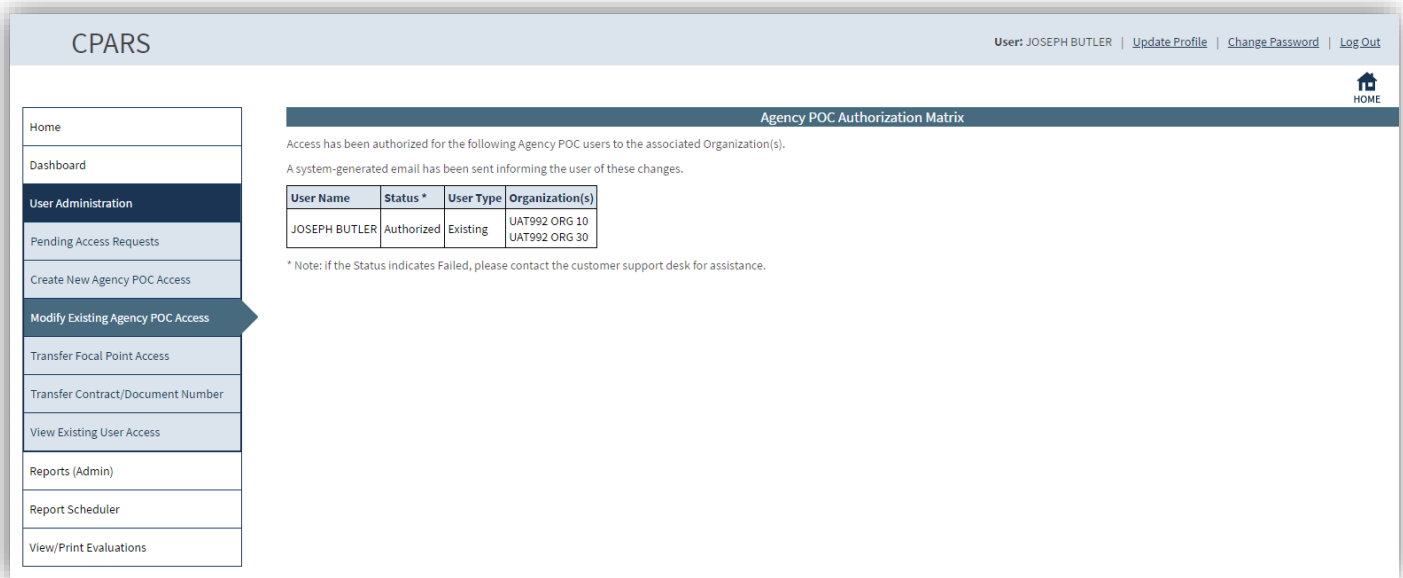 CPARS
User: JOSEPH BUTLER | Update Profile | Change Password | Log Out
HOME
Home
Dashboard
User Administration
Pending Access Requests
Create New Agency POC Access
Modify Existing Agency POC Access
Transfer Focal Point Access
Transfer Contract/Document Number
View Existing User Access
Reports (Admin)
Report Scheduler
View/Print Evaluations
Agency POC Authorization Matrix
Access has been authorized for the following Agency POC users to the associated Organization(s).
A system-generated email has been sent informing the user of these changes.
User Name Status * User Type Organization(s)
JOSEPH BUTLER Authorized Existing UAT992 ORG 10
UAT992 ORG 30
* Note: if the Status indicates Failed, please contact the customer support desk for assistance.